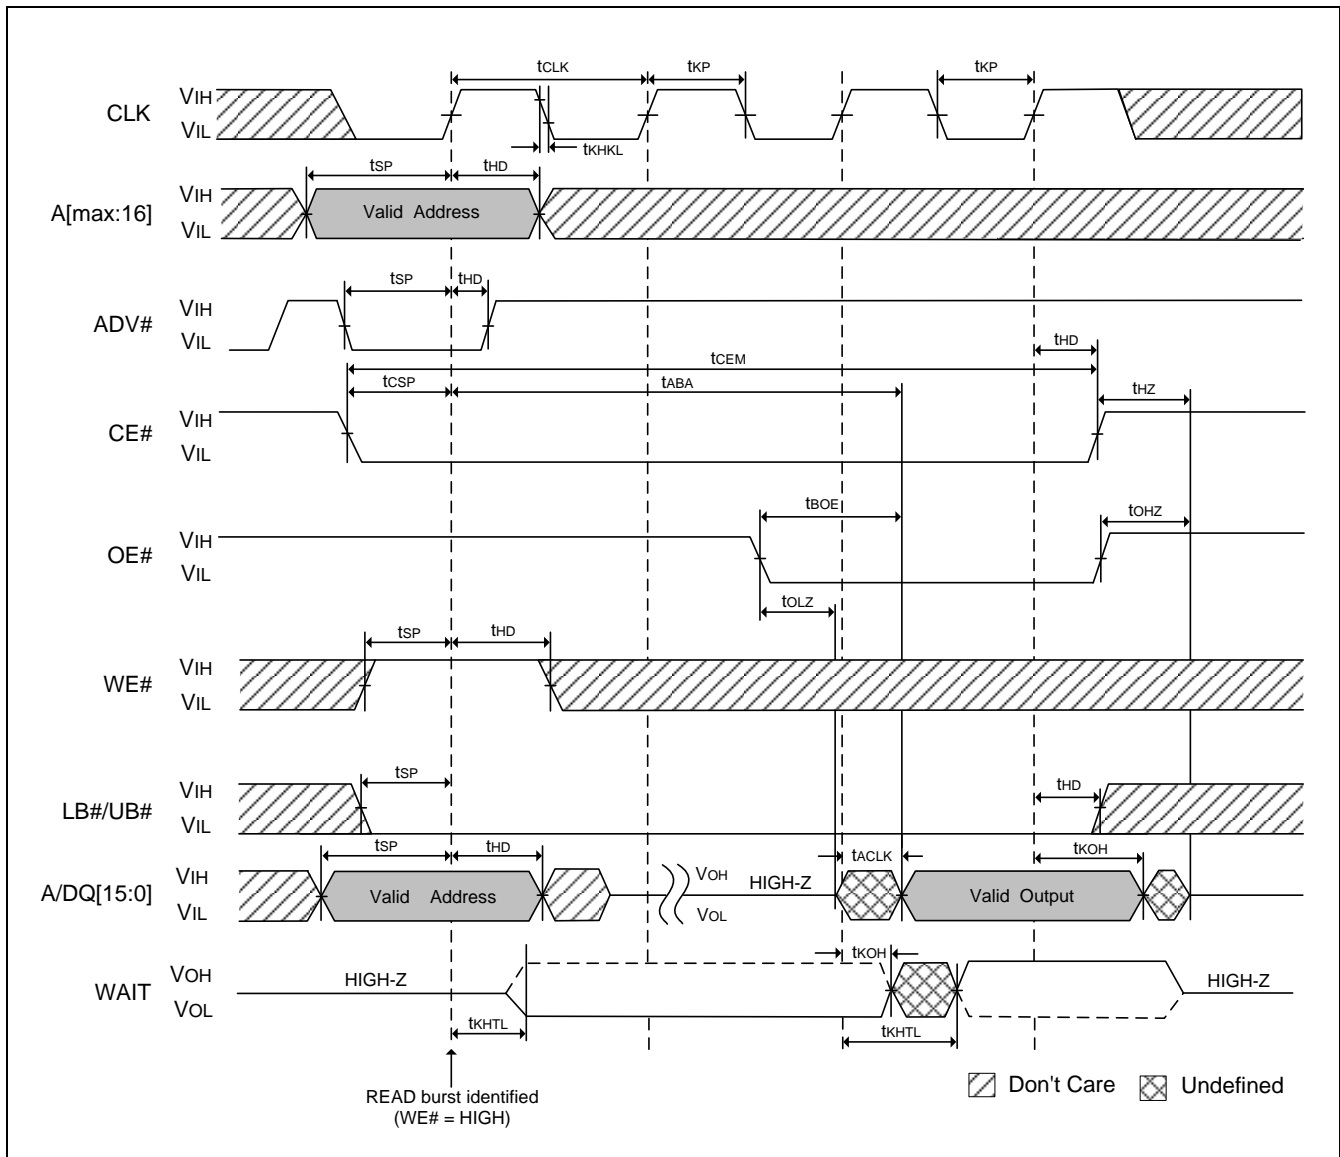 tCLK tKP tKP
CLK VIH
VIL
tKHKL
tSP tHD
A[max:16] VIH
VIL
Valid Address
tSP tHD
ADV# VIH
VIL
tHD
tCEM
tCSP tABA tHZ
CE# VIH
VIL
tBOE tOHZ
OE# VIH
VIL
tOLZ
tSP tHD
WE# VIH
VIL
tSP tHD
LB#/UB# VIH
VIL
tSP tHD tACLK tKOH
A/DQ[15:0] VIH
VIL
Valid Address VOH
VOL
HIGH-Z Valid Output
tKOH
WAIT VOH
VOL
HIGH-Z HIGH-Z
tKHTL tKHTL
READ burst identified
(WE# = HIGH)
Don't Care Undefined